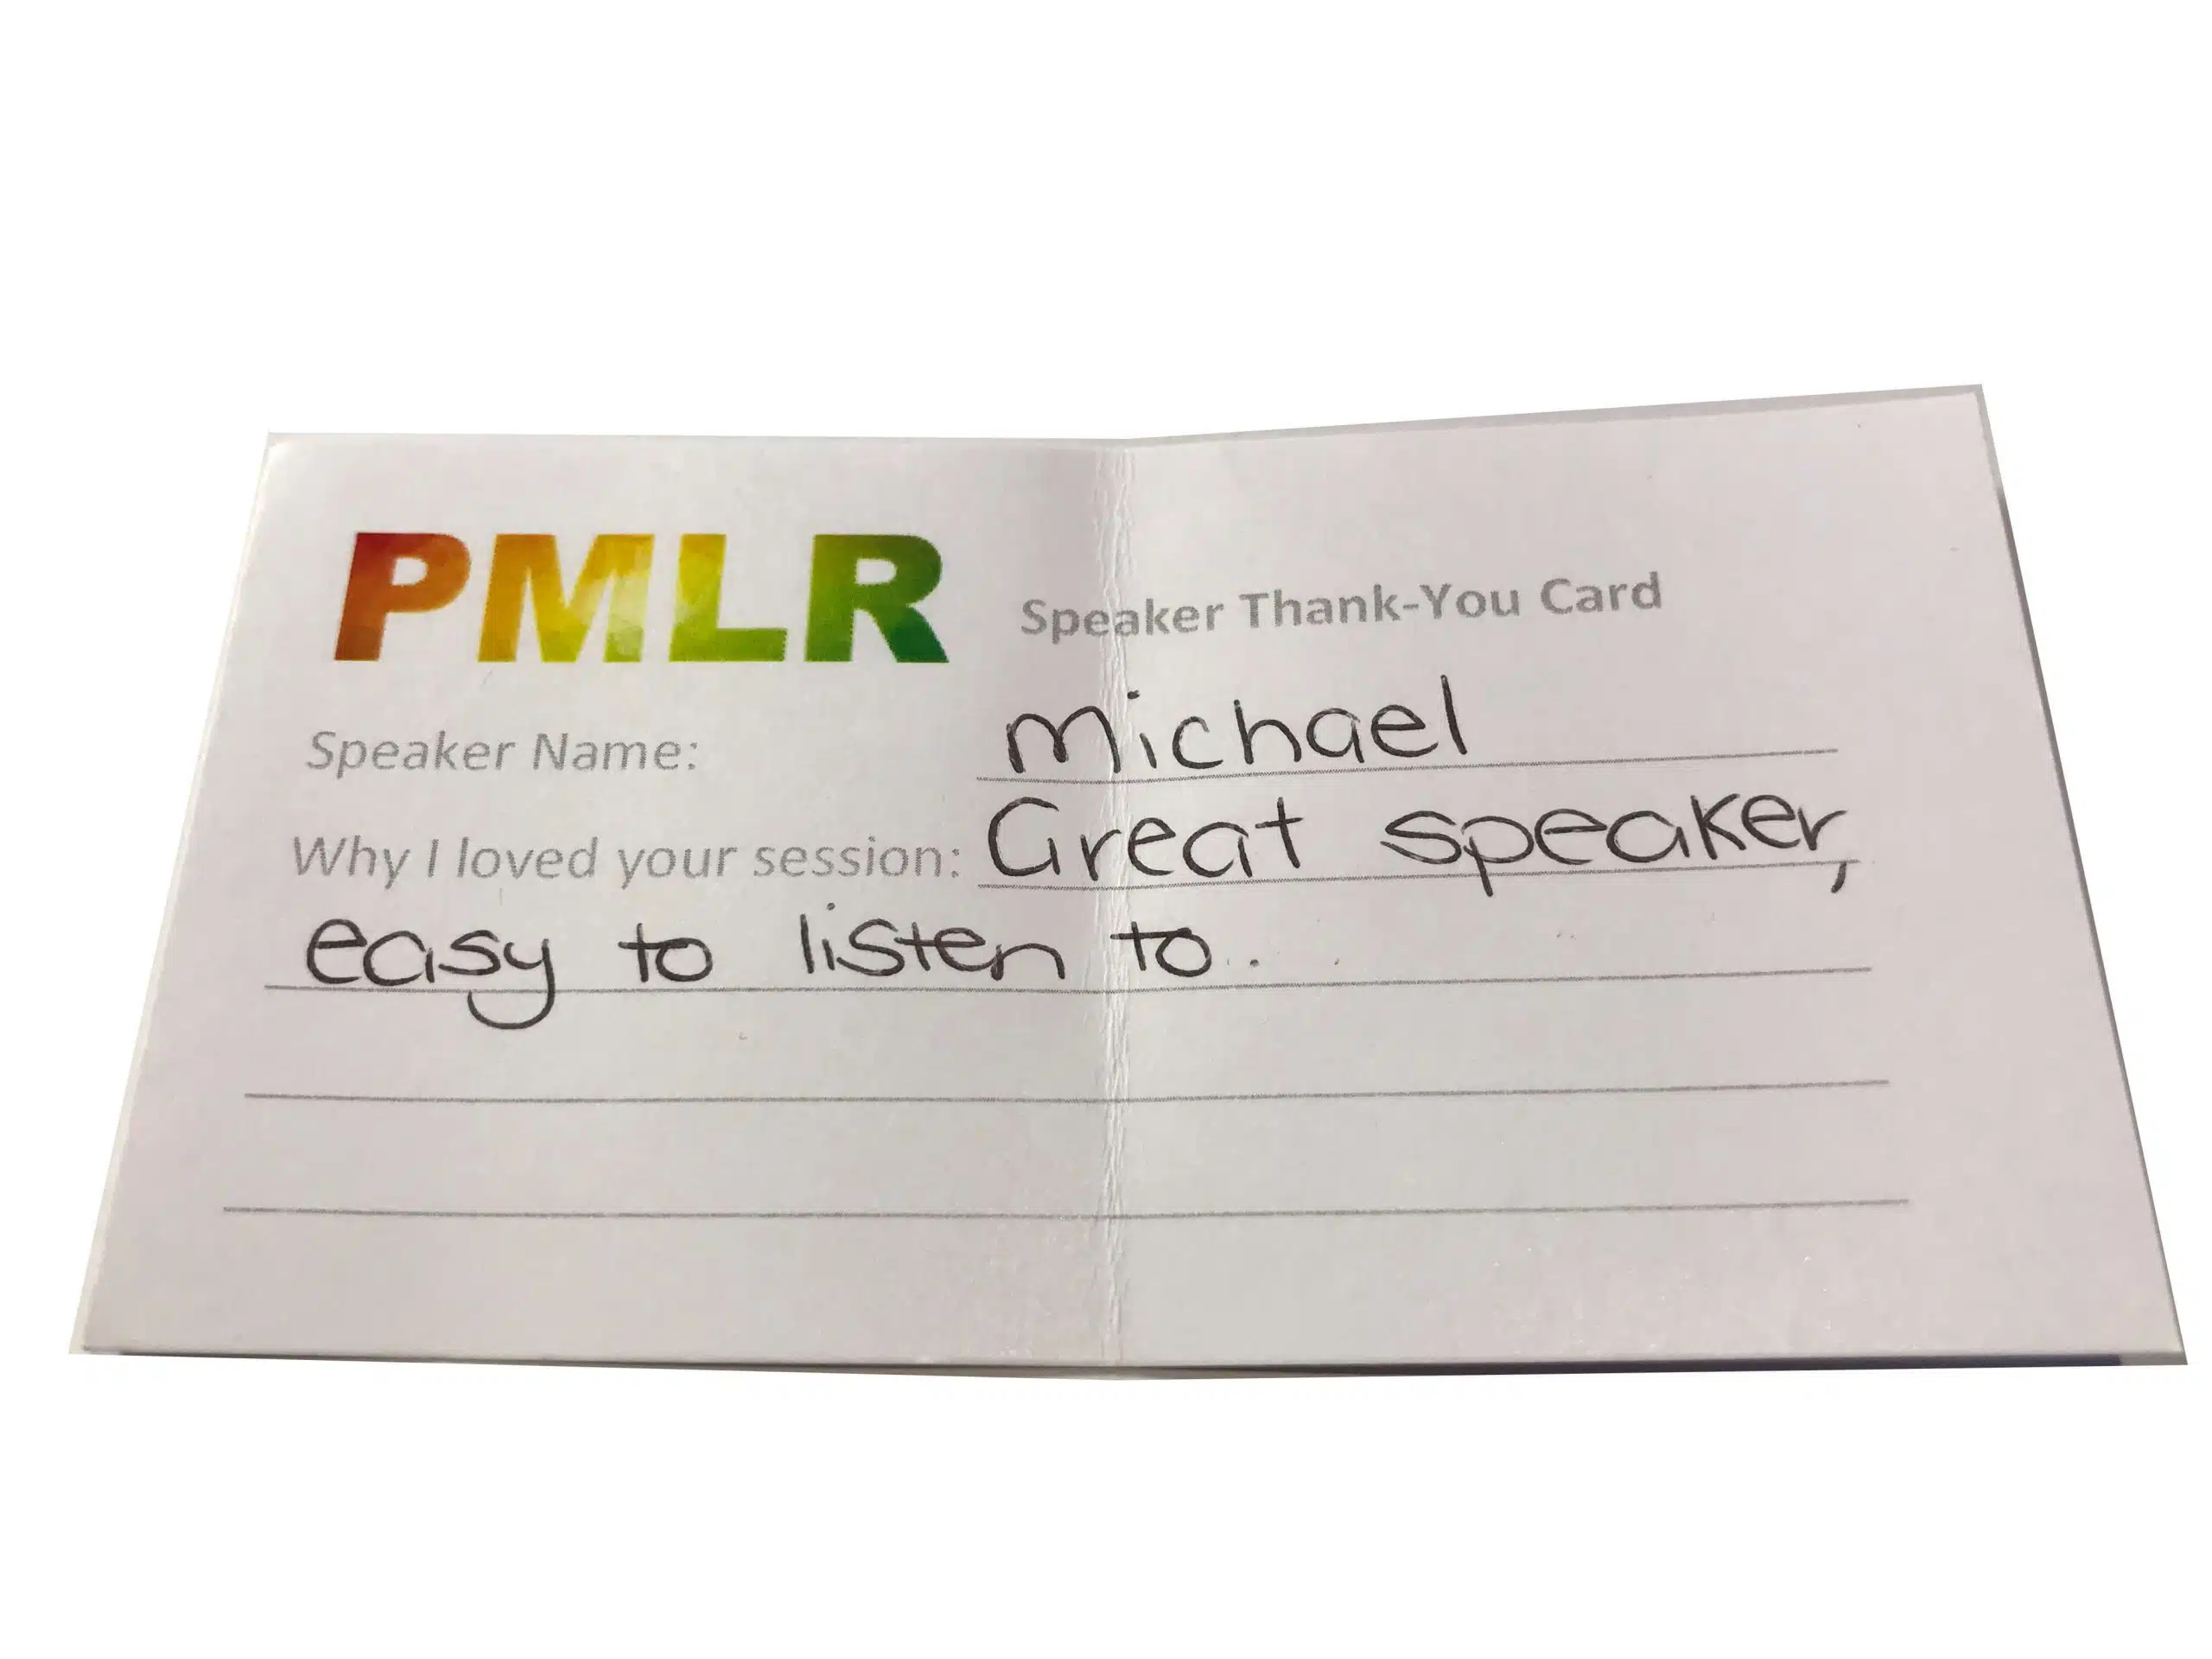 PMLR Speaker Thank-You Card
Speaker Name: Michael
Why I loved your session: Great speaker,
easy to listen to.